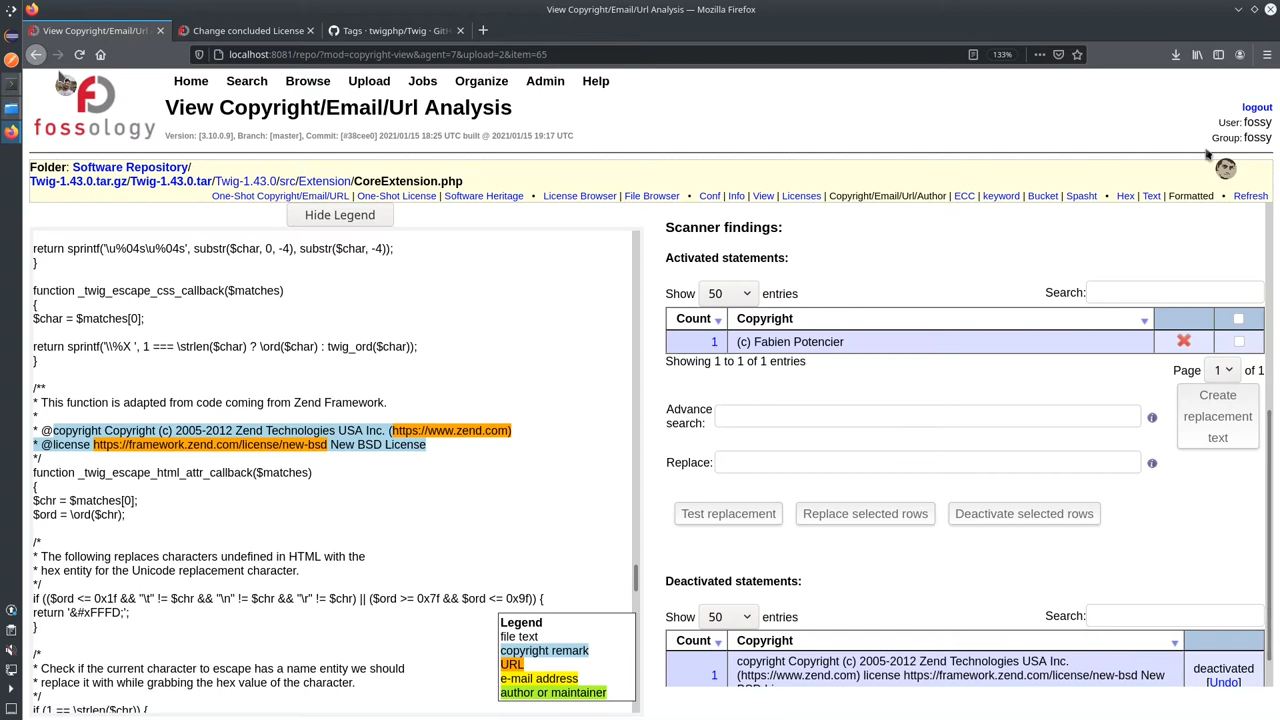 View Copyright/Email/Url Analysis — Mozilla Firefox
View Copyright/Email/Url
Change concluded License
Tags · twigphp/Twig · GitH
localhost:8081/repo/?mod=copyright-view&agent=7&upload=2&item=65
133%
Home Search Browse Upload Jobs Organize Admin Help
fossology
View Copyright/Email/Url Analysis
Version: [3.10.0.9], Branch: [master], Commit: [#38cee0] 2021/01/15 18:25 UTC built @ 2021/01/15 19:17 UTC
logout
User: fossy
Group: fossy
Folder: Software Repository/
Twig-1.43.0.tar.gz/Twig-1.43.0.tar/Twig-1.43.0/src/Extension/CoreExtension.php
One-Shot Copyright/Email/URL | One-Shot License | Software Heritage • License Browser | File Browser • Conf | Info | View | Licenses | Copyright/Email/Url/Author | ECC | keyword | Bucket | Spasht • Hex | Text | Formatted • Refresh
Hide Legend
return sprintf('\u%04s\u%04s', substr($char, 0, -4), substr($char, -4));
}
function _twig_escape_css_callback($matches)
{
$char = $matches[0];
return sprintf('\\%X ', 1 === \strlen($char) ? \ord($char) : twig_ord($char));
}
/**
* This function is adapted from code coming from Zend Framework.
*
* @copyright Copyright (c) 2005-2012 Zend Technologies USA Inc. (https://www.zend.com)
* @license https://framework.zend.com/license/new-bsd New BSD License
*/
function _twig_escape_html_attr_callback($matches)
{
$chr = $matches[0];
$ord = \ord($chr);
/*
* The following replaces characters undefined in HTML with the
* hex entity for the Unicode replacement character.
*/
if (($ord <= 0x1f && "\t" != $chr && "\n" != $chr && "\r" != $chr) || ($ord >= 0x7f && $ord <= 0x9f)) {
return '&#xFFFD;';
}
/*
* Check if the current character to escape has a name entity we should
* replace it with while grabbing the hex value of the character.
*/
if (1 == \strlen($chr)) {
Legend
file text
copyright remark
URL
e-mail address
author or maintainer
Scanner findings:
Activated statements:
Show 50 entries
Search:
Count Copyright
1 (c) Fabien Potencier
Showing 1 to 1 of 1 entries
Page 1 of 1
Create
replacement
text
Advance
search:
Replace:
Test replacement
Replace selected rows
Deactivate selected rows
Deactivated statements:
Show 50 entries
Search:
Count Copyright
1 copyright Copyright (c) 2005-2012 Zend Technologies USA Inc.
(https://www.zend.com) license https://framework.zend.com/license/new-bsd New
deactivated
[Undo]